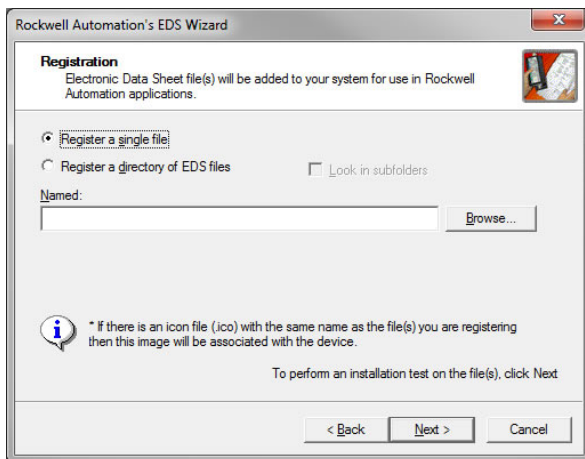 Rockwell Automation's EDS Wizard
Registration
Electronic Data Sheet file(s) will be added to your system for use in Rockwell
Automation applications.
Register a single file
Register a directory of EDS files
Look in subfolders
Named:
Browse...
* If there is an icon file (.ico) with the same name as the file(s) you are registering
then this image will be associated with the device.
To perform an installation test on the file(s), click Next
< Back
Next >
Cancel